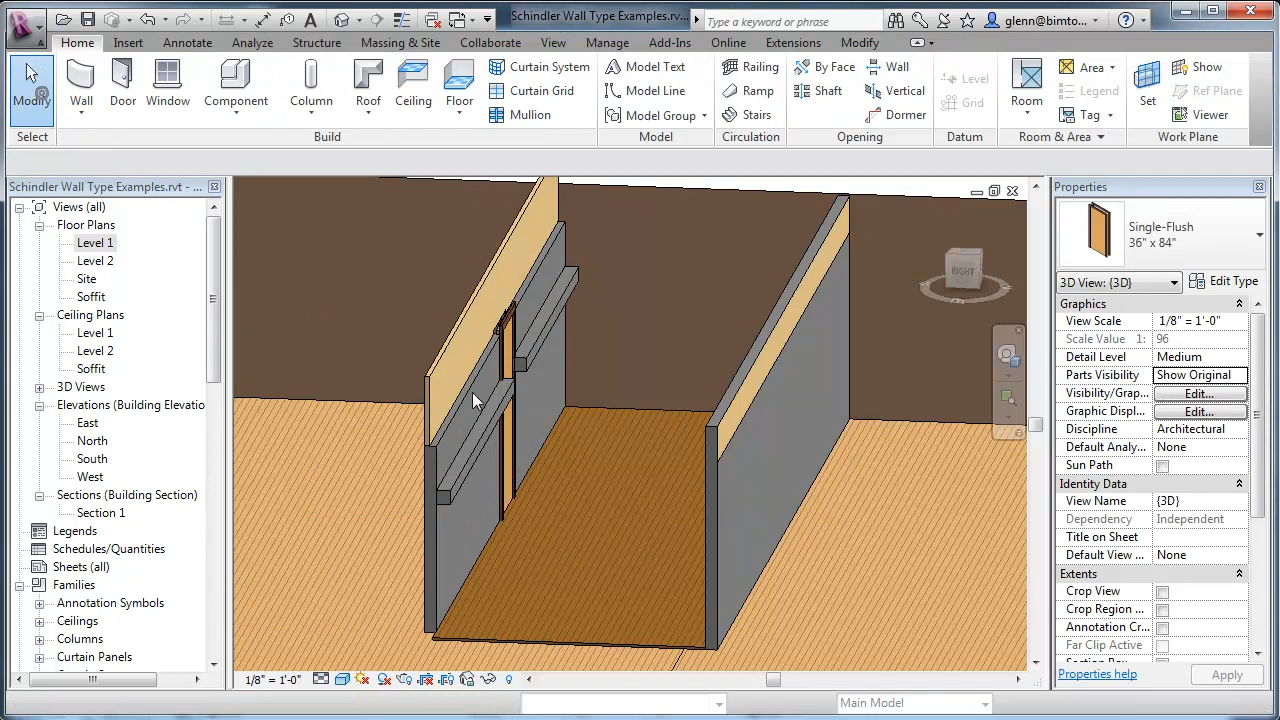 Schindler Wall Type Examples.rv...
Type a keyword or phrase
glenn@bimto...
Home Insert Annotate Analyze Structure Massing & Site Collaborate View Manage Add-Ins Online Extensions Modify
Modify Wall Door Window Component Column Roof Ceiling Floor
Curtain System
Curtain Grid
Mullion
Model Text
Model Line
Model Group
Railing
Ramp
Stairs
By Face
Shaft
Wall
Vertical
Dormer
Level
Grid
Room
Area
Legend
Tag
Set
Show
Ref Plane
Viewer
Select Build Model Circulation Opening Datum Room & Area Work Plane
Schindler Wall Type Examples.rvt - ...
Views (all)
Floor Plans
Level 1
Level 2
Site
Soffit
Ceiling Plans
Level 1
Level 2
Soffit
3D Views
Elevations (Building Elevatio
East
North
South
West
Sections (Building Section)
Section 1
Legends
Schedules/Quantities
Sheets (all)
Families
Annotation Symbols
Ceilings
Columns
Curtain Panels
RIGHT
Properties
Single-Flush
36" x 84"
3D View: {3D}
Edit Type
Graphics
View Scale 1/8" = 1'-0"
Scale Value 1: 96
Detail Level Medium
Parts Visibility Show Original
Visibility/Grap... Edit...
Graphic Displ... Edit...
Discipline Architectural
Default Analy... None
Sun Path
Identity Data
View Name {3D}
Dependency Independent
Title on Sheet
Default View ... None
Extents
Crop View
Crop Region ...
Annotation Cr...
Far Clip Active
Properties help
Apply
1/8" = 1'-0"
Main Model